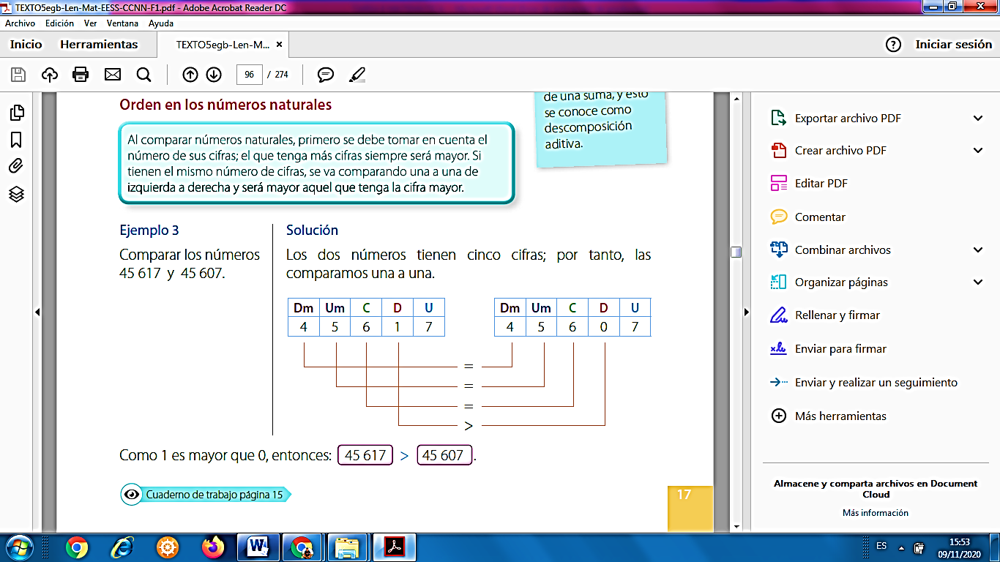 TEXTO5egb-Len-Mat-EESS-CCNN-F1.pdf - Adobe Acrobat Reader DC
Archivo Edición Ver Ventana Ayuda
Inicio Herramientas TEXTO5egb-Len-M... × Iniciar sesión
96 / 274
Orden en los números naturales
Al comparar números naturales, primero se debe tomar en cuenta el
número de sus cifras; el que tenga más cifras siempre será mayor. Si
tienen el mismo número de cifras, se va comparando una a una de
izquierda a derecha y será mayor aquel que tenga la cifra mayor.
de una suma, y esto
se conoce como
descomposición
aditiva.
Ejemplo 3
Comparar los números
45 617 y 45 607.
Solución
Los dos números tienen cinco cifras; por tanto, las
comparamos una a una.
Dm Um C D U
4 5 6 1 7
Dm Um C D U
4 5 6 0 7
=
=
=
>
Como 1 es mayor que 0, entonces: 45 617 > 45 607.
Cuaderno de trabajo página 15
17
Exportar archivo PDF
Crear archivo PDF
Editar PDF
Comentar
Combinar archivos
Organizar páginas
Rellenar y firmar
Enviar para firmar
Enviar y realizar un seguimiento
Más herramientas
Almacene y comparta archivos en Document
Cloud
Más información
ES
15:53
09/11/2020